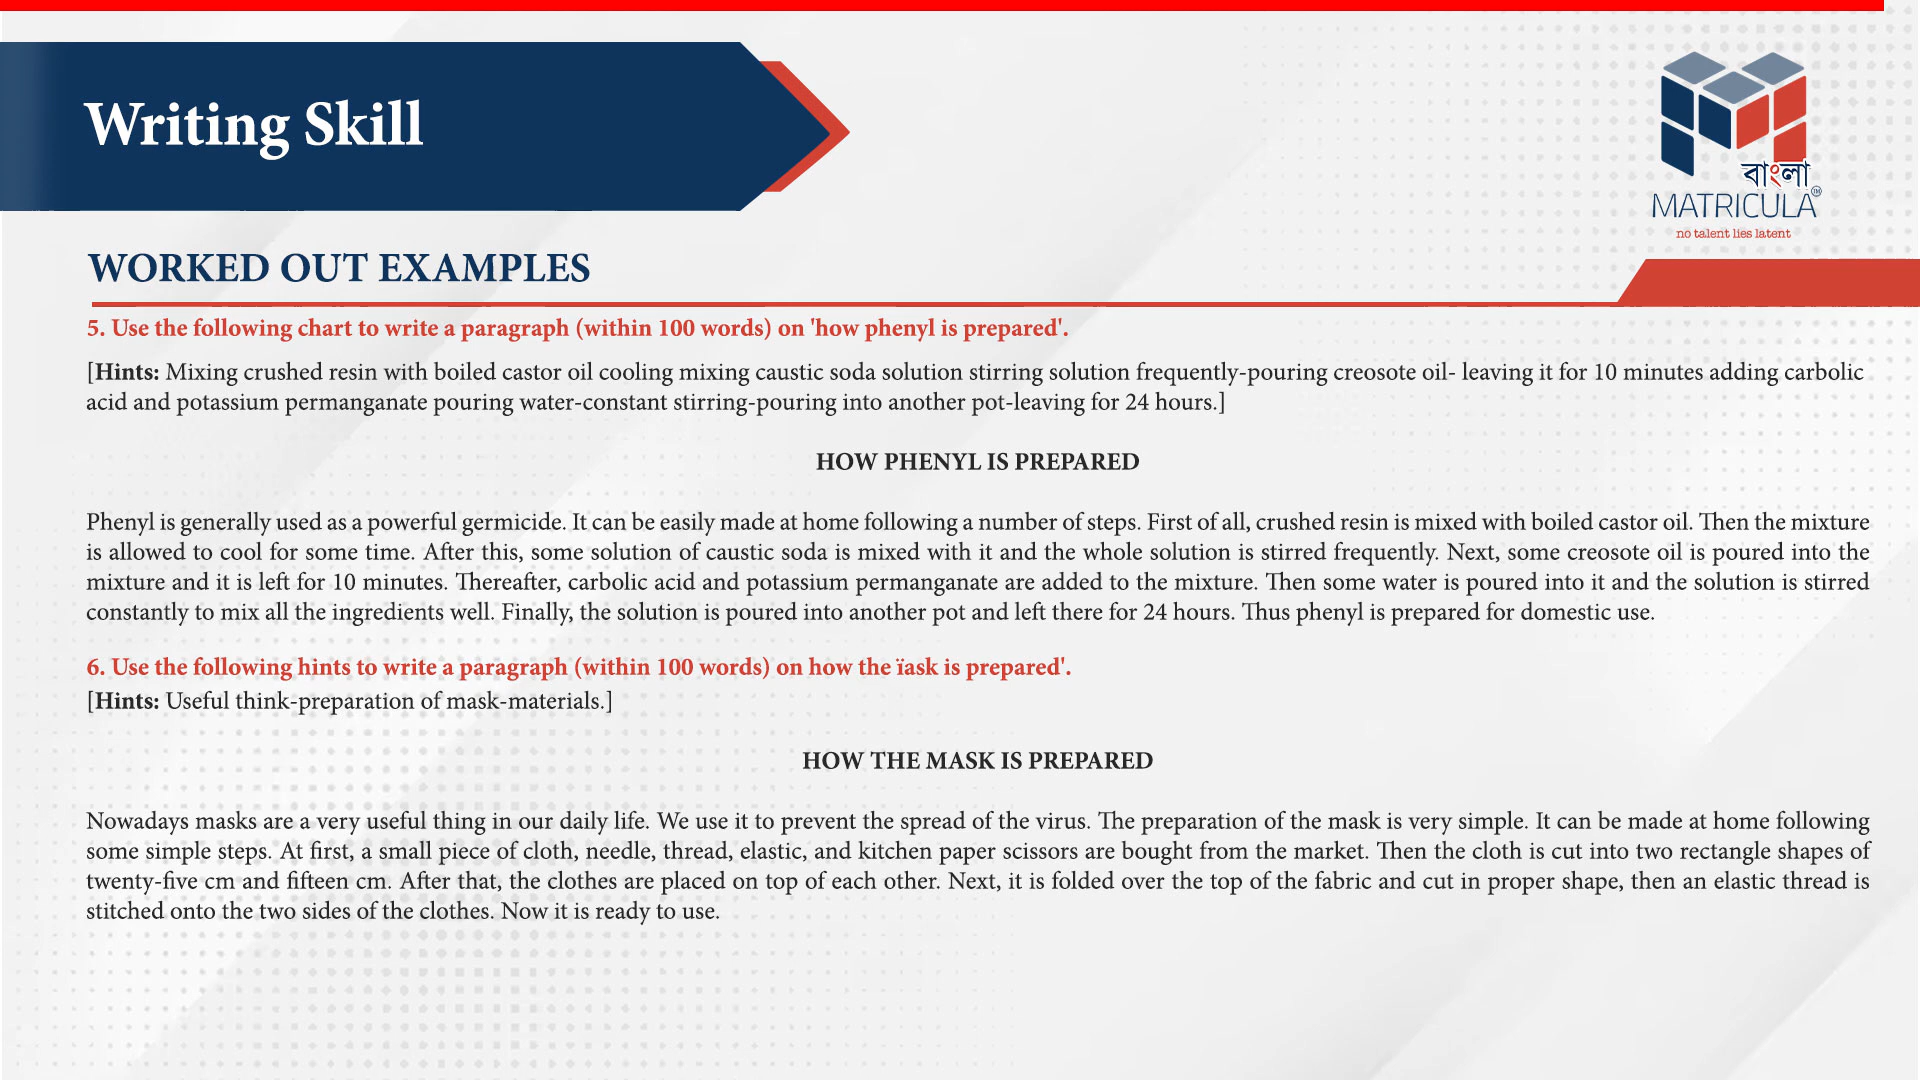 Writing Skill
বাংলা
MATRICULA™
no talent lies latent
WORKED OUT EXAMPLES
5. Use the following chart to write a paragraph (within 100 words) on 'how phenyl is prepared'.
[Hints: Mixing crushed resin with boiled castor oil cooling mixing caustic soda solution stirring solution frequently-pouring creosote oil- leaving it for 10 minutes adding carbolic
acid and potassium permanganate pouring water-constant stirring-pouring into another pot-leaving for 24 hours.]
HOW PHENYL IS PREPARED
Phenyl is generally used as a powerful germicide. It can be easily made at home following a number of steps. First of all, crushed resin is mixed with boiled castor oil. Then the mixture
is allowed to cool for some time. After this, some solution of caustic soda is mixed with it and the whole solution is stirred frequently. Next, some creosote oil is poured into the
mixture and it is left for 10 minutes. Thereafter, carbolic acid and potassium permanganate are added to the mixture. Then some water is poured into it and the solution is stirred
constantly to mix all the ingredients well. Finally, the solution is poured into another pot and left there for 24 hours. Thus phenyl is prepared for domestic use.
6. Use the following hints to write a paragraph (within 100 words) on how the ïask is prepared'.
[Hints: Useful think-preparation of mask-materials.]
HOW THE MASK IS PREPARED
Nowadays masks are a very useful thing in our daily life. We use it to prevent the spread of the virus. The preparation of the mask is very simple. It can be made at home following
some simple steps. At first, a small piece of cloth, needle, thread, elastic, and kitchen paper scissors are bought from the market. Then the cloth is cut into two rectangle shapes of
twenty-five cm and fifteen cm. After that, the clothes are placed on top of each other. Next, it is folded over the top of the fabric and cut in proper shape, then an elastic thread is
stitched onto the two sides of the clothes. Now it is ready to use.